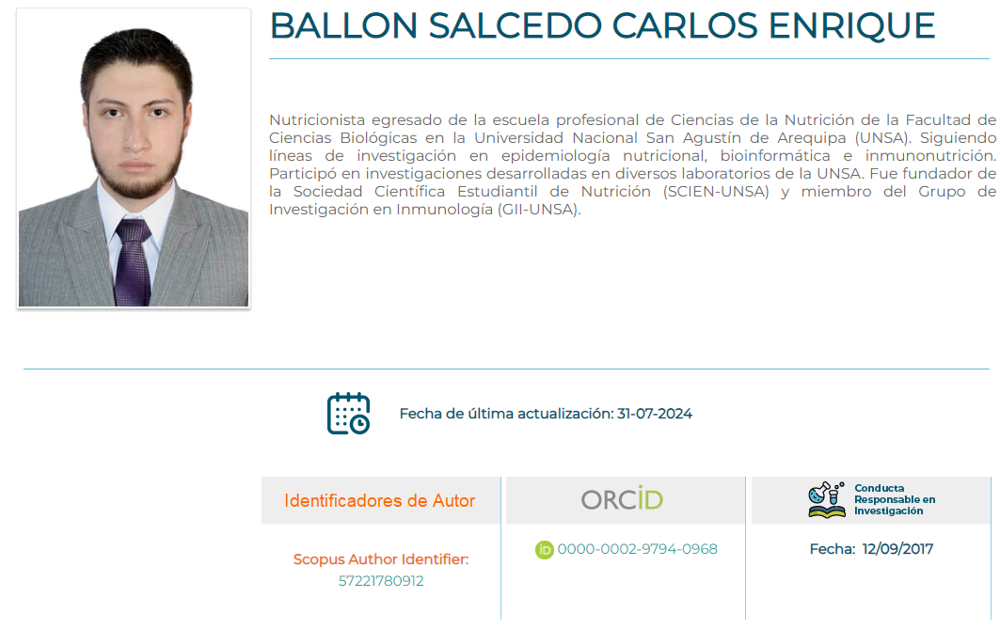 BALLON SALCEDO CARLOS ENRIQUE
Nutricionista egresado de la escuela profesional de Ciencias de la Nutrición de la Facultad de
Ciencias Biológicas en la Universidad Nacional San Agustín de Arequipa (UNSA). Siguiendo
líneas de investigación en epidemiología nutricional, bioinformática e inmunonutrición.
Participó en investigaciones desarrolladas en diversos laboratorios de la UNSA. Fue fundador de
la Sociedad Científica Estudiantil de Nutrición (SCIEN-UNSA) y miembro del Grupo de
Investigación en Inmunología (GII-UNSA).
Fecha de última actualización: 31-07-2024
Identificadores de Autor
Scopus Author Identifier:
57221780912
ORCID
iD 0000-0002-9794-0968
Conducta
Responsable en
Investigación
Fecha: 12/09/2017